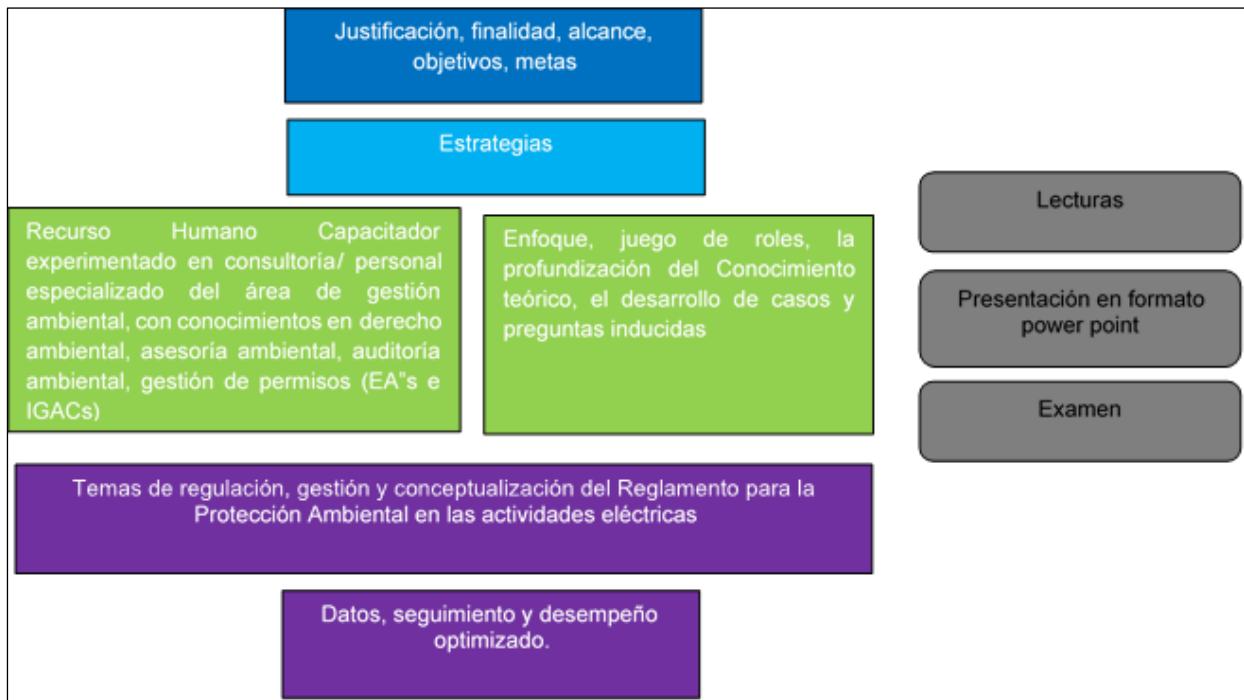 Justificación, finalidad, alcance,
objetivos, metas
Estrategias
Recurso Humano Capacitador
experimentado en consultoría/ personal
especializado del área de gestión
ambiental, con conocimientos en derecho
ambiental, asesoría ambiental, auditoría
ambiental, gestión de permisos (EA"s e
IGACs)
Enfoque, juego de roles, la
profundización del Conocimiento
teórico, el desarrollo de casos y
preguntas inducidas
Temas de regulación, gestión y conceptualización del Reglamento para la
Protección Ambiental en las actividades eléctricas
Datos, seguimiento y desempeño
optimizado.
Lecturas
Presentación en formato
power point
Examen